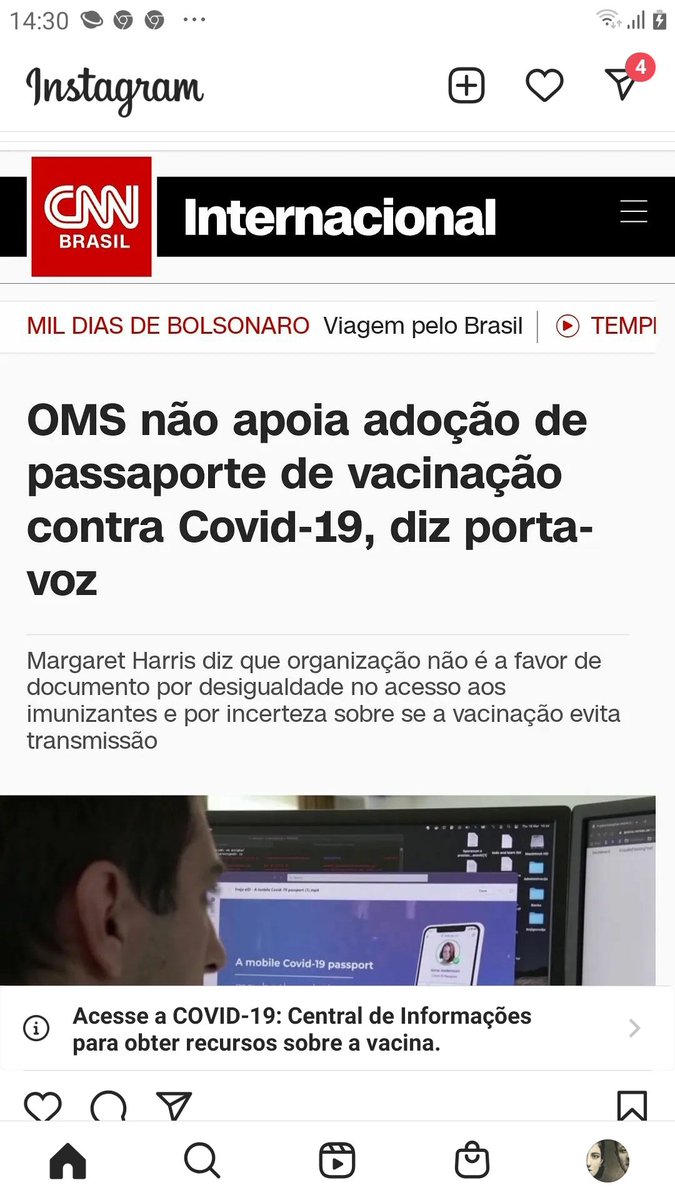 14:30
Instagram
4
CNN
BRASIL
Internacional
MIL DIAS DE BOLSONARO Viagem pelo Brasil
OMS não apoia adoção de
passaporte de vacinação
contra Covid-19, diz porta-
voz
Margaret Harris diz que organização não é a favor de
documento por desigualdade no acesso aos
imunizantes e por incerteza sobre se a vacinação evita
transmissão
A mobile Covid-19 passport
Acesse a COVID-19: Central de Informações
para obter recursos sobre a vacina.